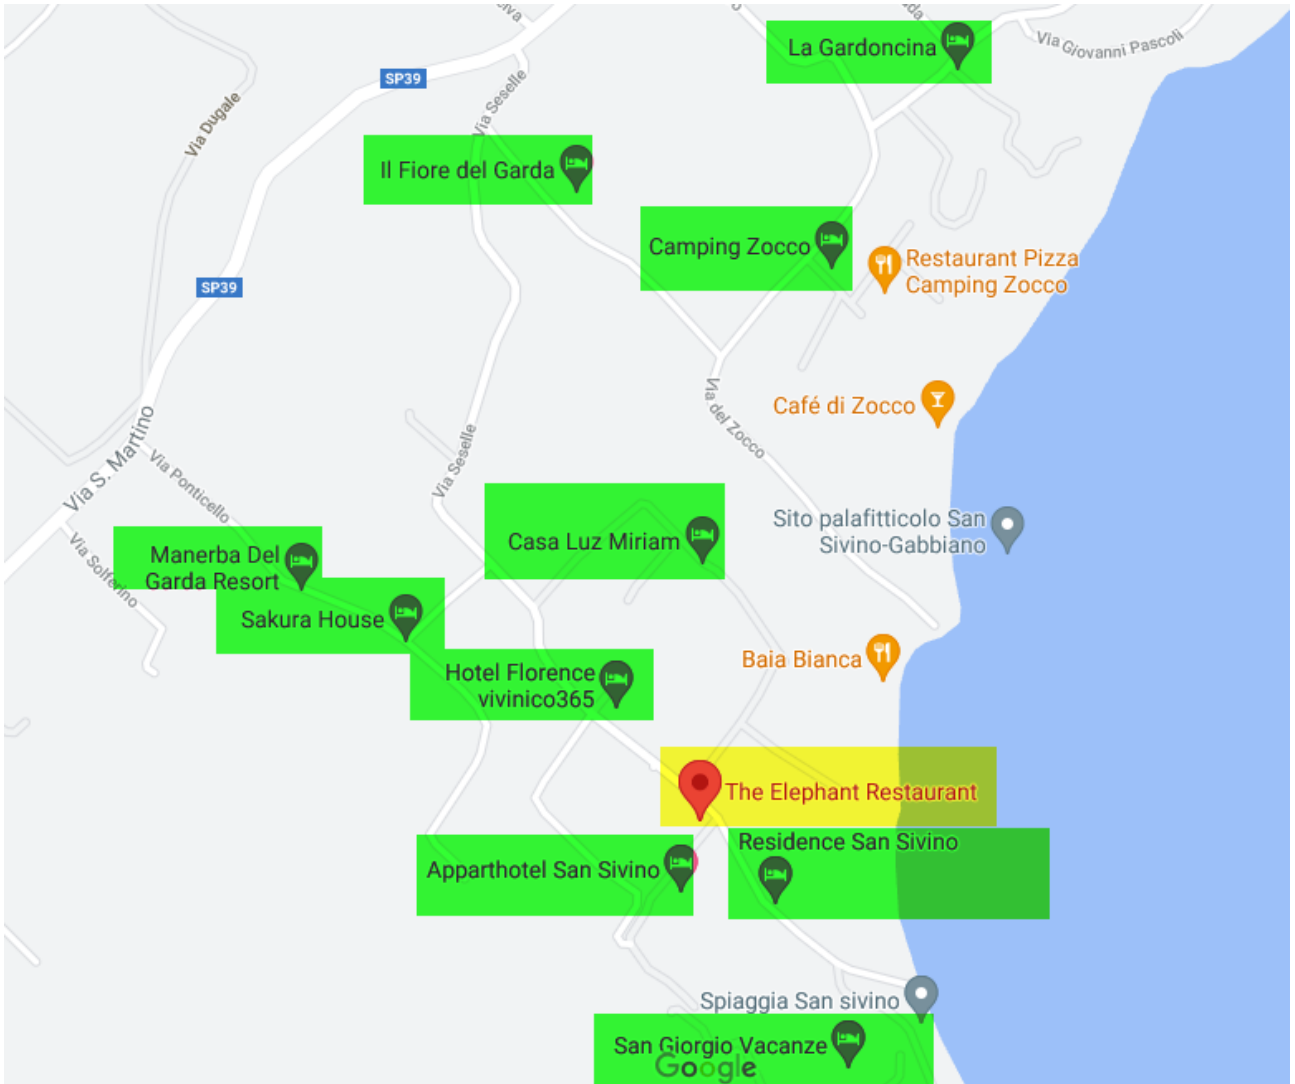 La Gardoncina
Via Giovanni Pascoli
SP39
Via Seselle
Via Dugale
Il Fiore del Garda
Camping Zocco
Restaurant Pizza
Camping Zocco
SP39
Café di Zocco
Via del Zocco
Via S. Martino
Via Seselle
Via Ponticello
Sito palafitticolo San
Sivino-Gabbiano
Casa Luz Miriam
Via Solferino
Manerba Del
Garda Resort
Sakura House
Baia Bianca
Hotel Florence
vivinico365
The Elephant Restaurant
Residence San Sivino
Apparthotel San Sivino
Spiaggia San sivino
San Giorgio Vacanze
Google